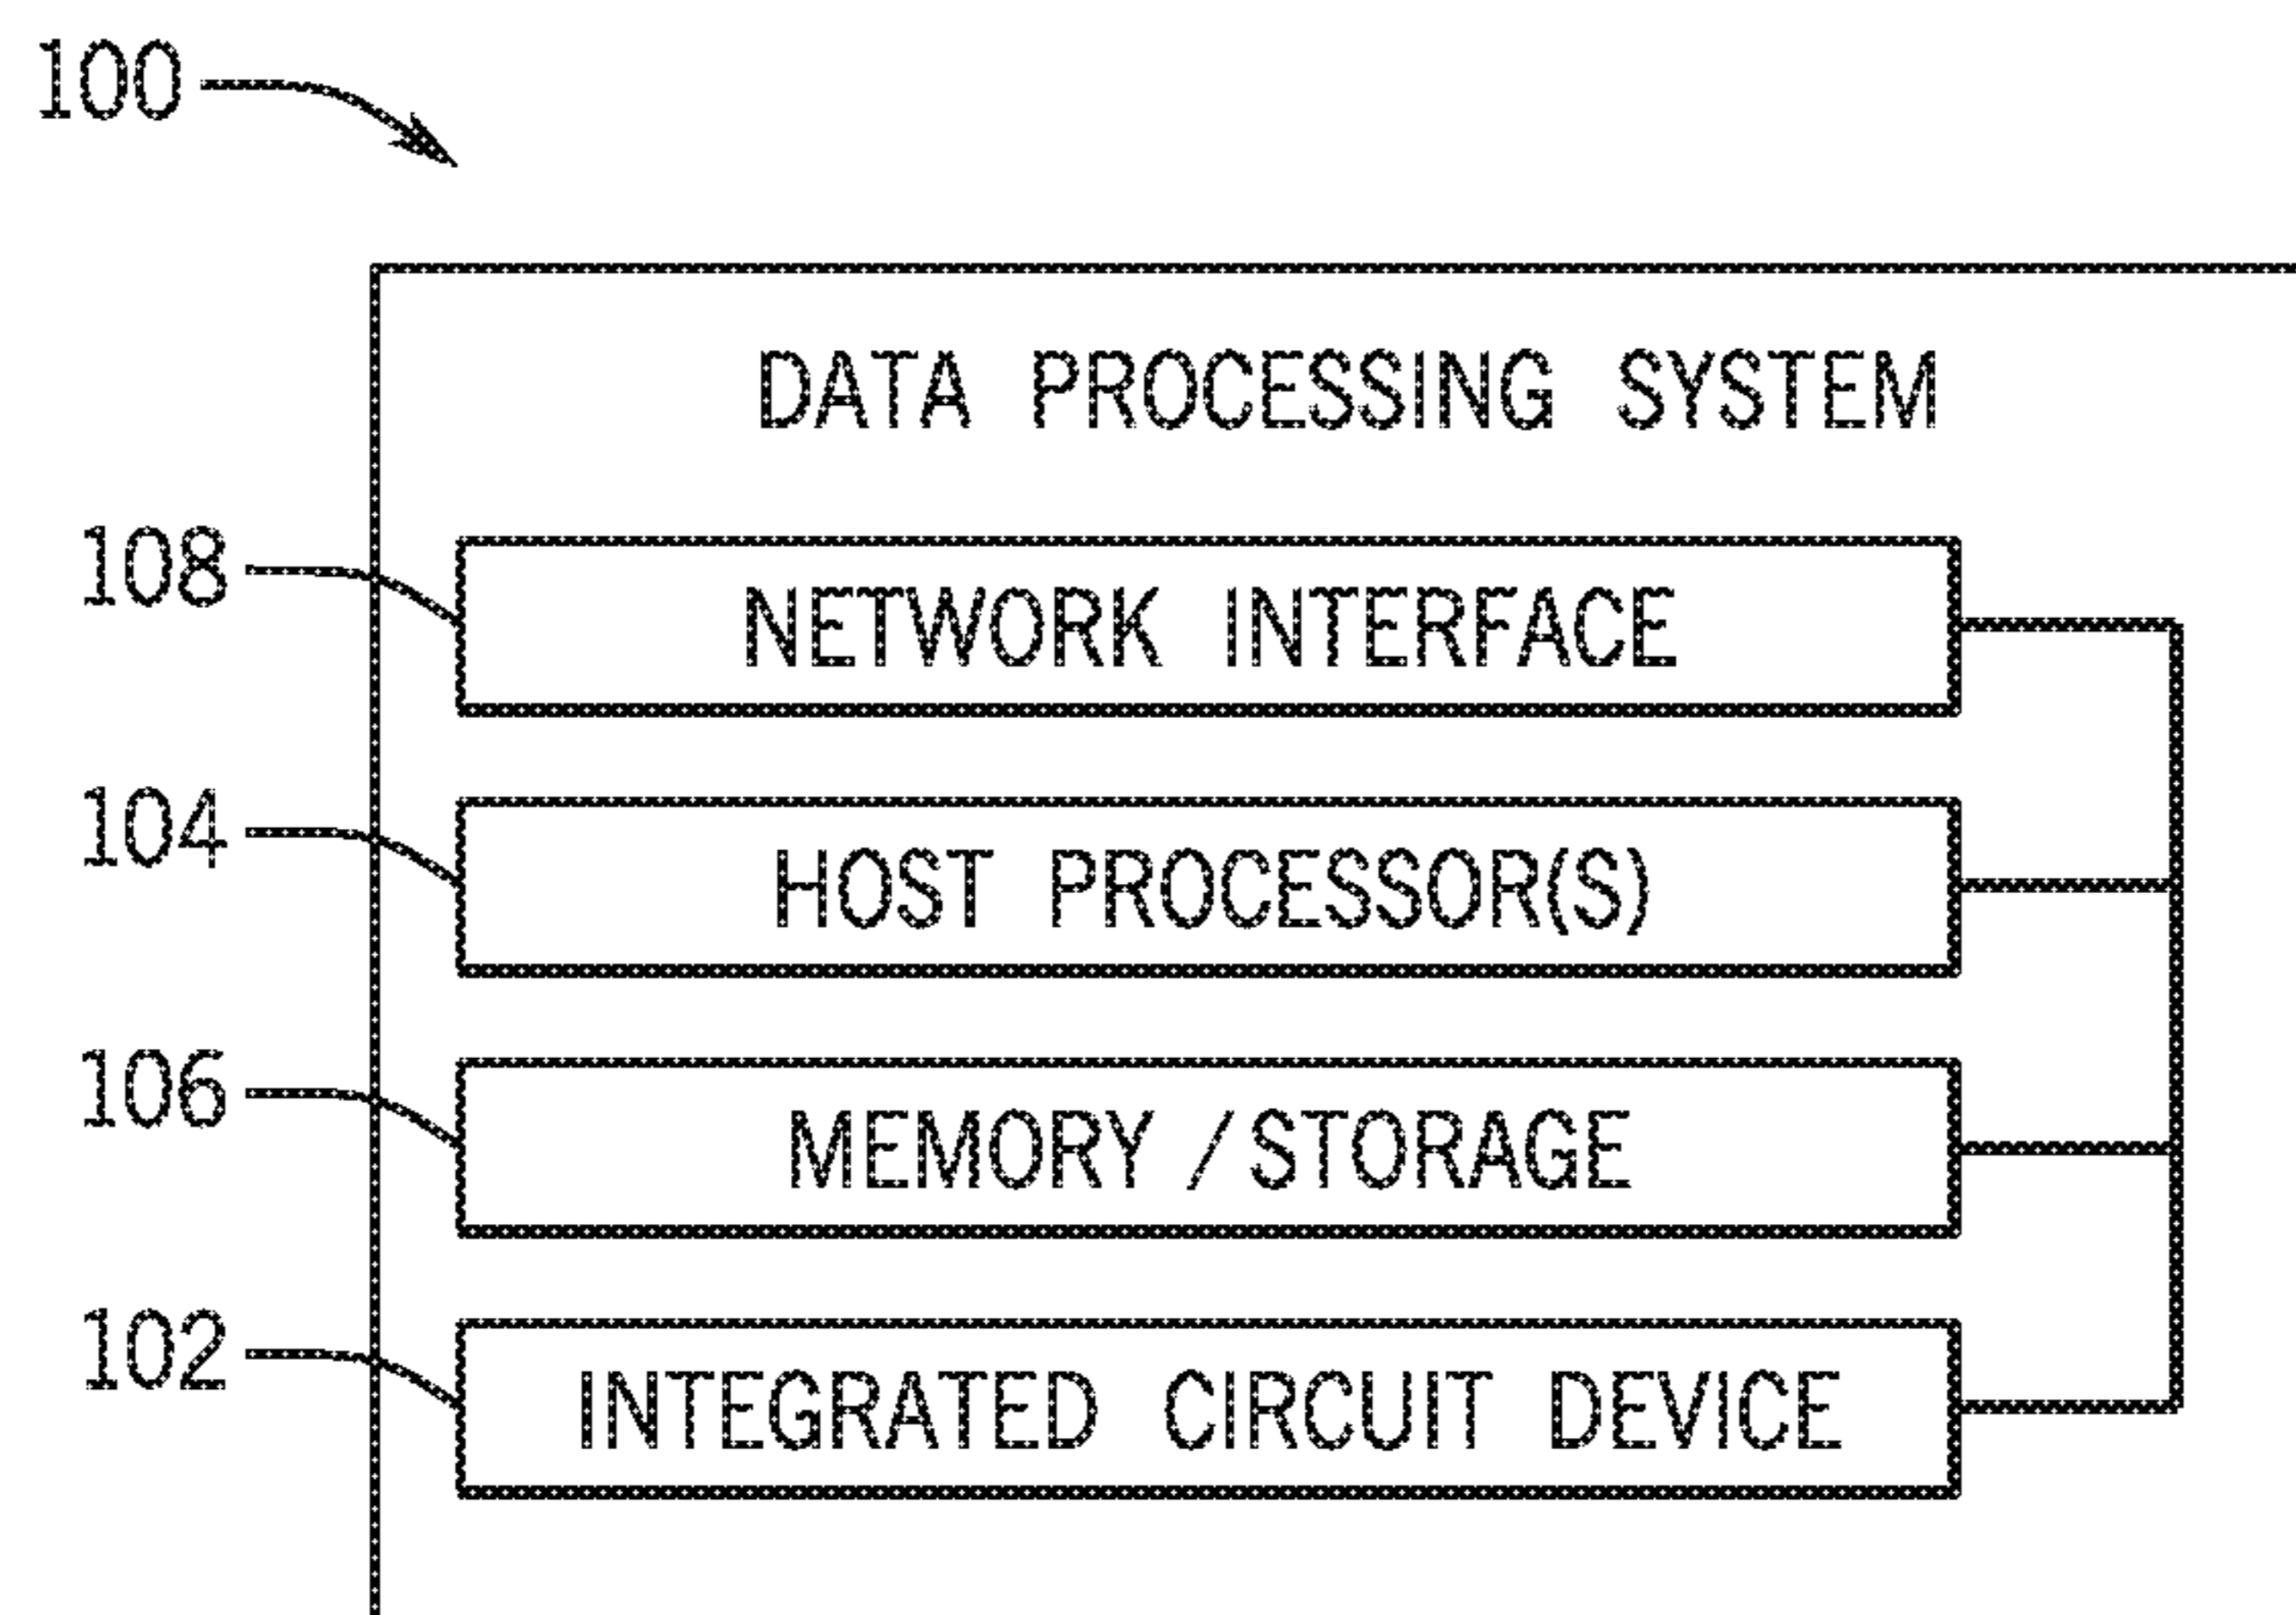 100
DATA PROCESSING SYSTEM
108 NETWORK INTERFACE
104 HOST PROCESSOR(S)
106 MEMORY / STORAGE
102 INTEGRATED CIRCUIT DEVICE